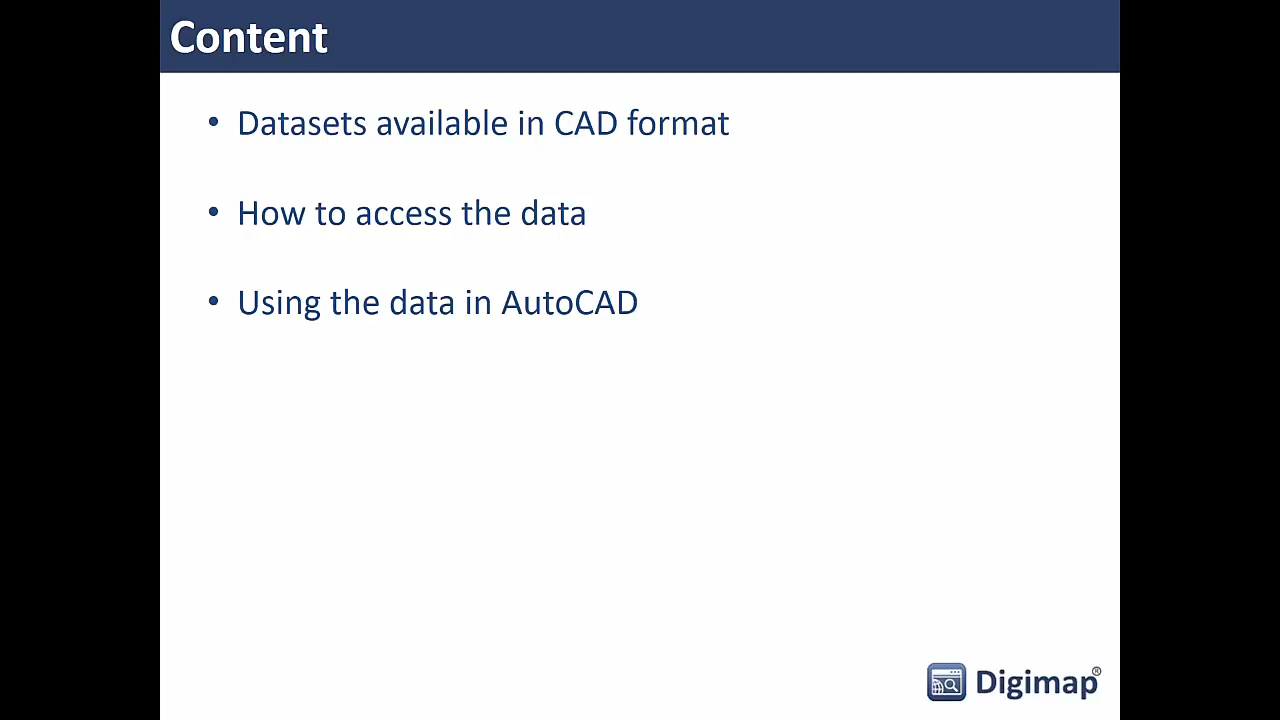 Content
• Datasets available in CAD format
• How to access the data
• Using the data in AutoCAD
Digimap®